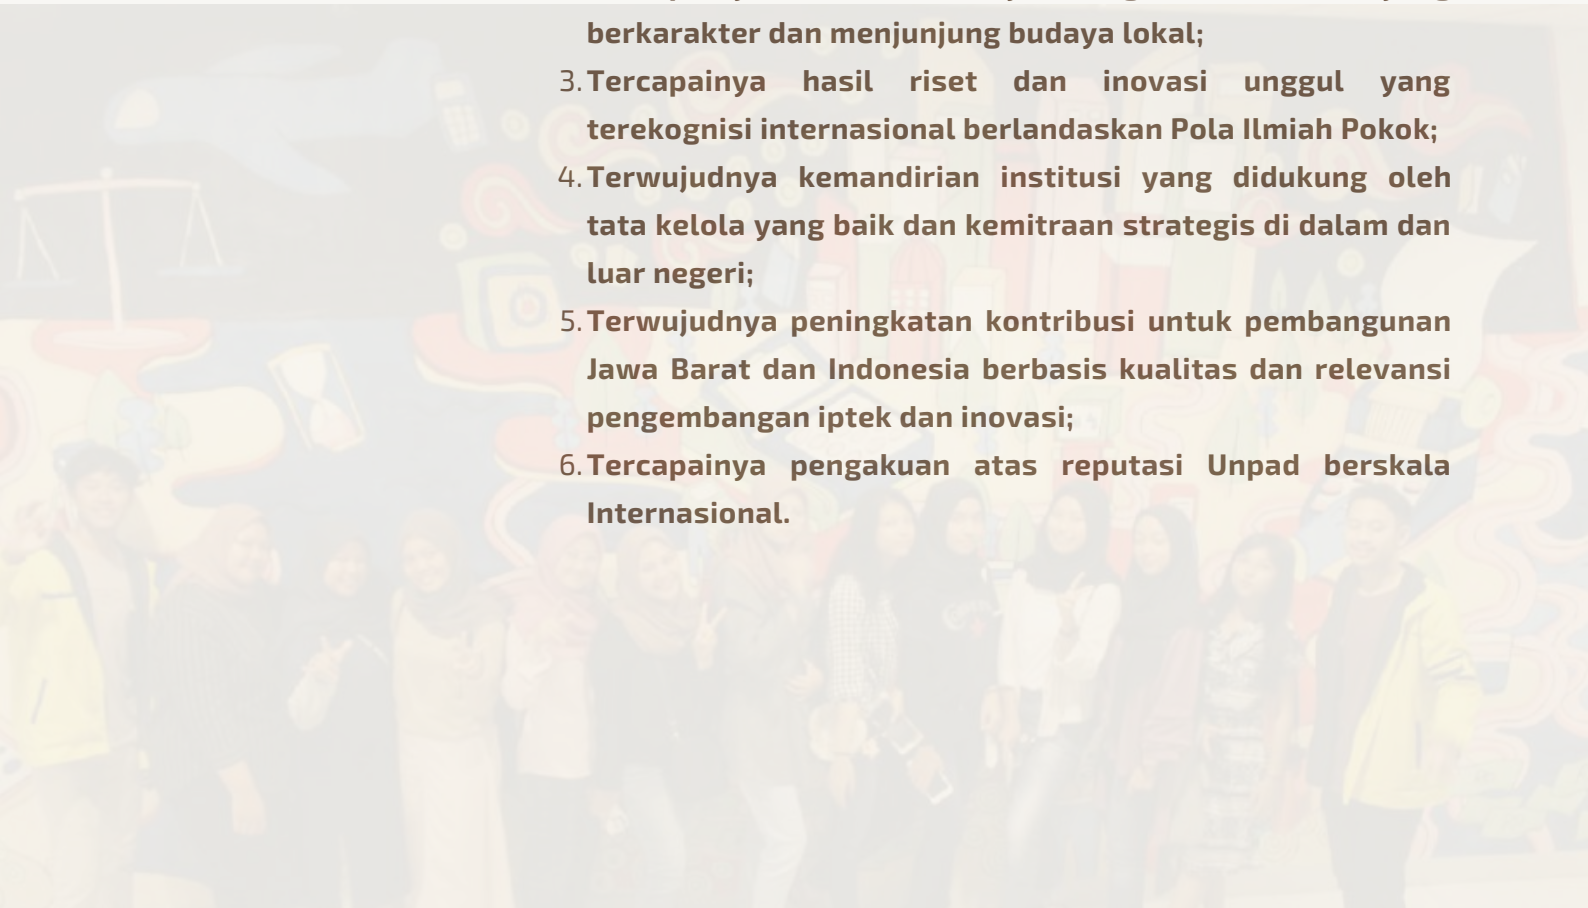 berkarakter dan menjunjung budaya lokal;
3. Tercapainya hasil riset dan inovasi unggul yang
terekognisi internasional berlandaskan Pola Ilmiah Pokok;
4. Terwujudnya kemandirian institusi yang didukung oleh
tata kelola yang baik dan kemitraan strategis di dalam dan
luar negeri;
5. Terwujudnya peningkatan kontribusi untuk pembangunan
Jawa Barat dan Indonesia berbasis kualitas dan relevansi
pengembangan iptek dan inovasi;
6. Tercapainya pengakuan atas reputasi Unpad berskala
Internasional.